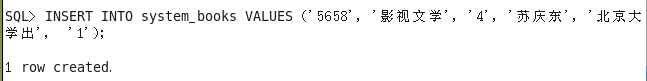 SQL> INSERT INTO system_books VALUES ('5658','影视文学','4','苏庆东','北京大
学出', '1');
1 row created.